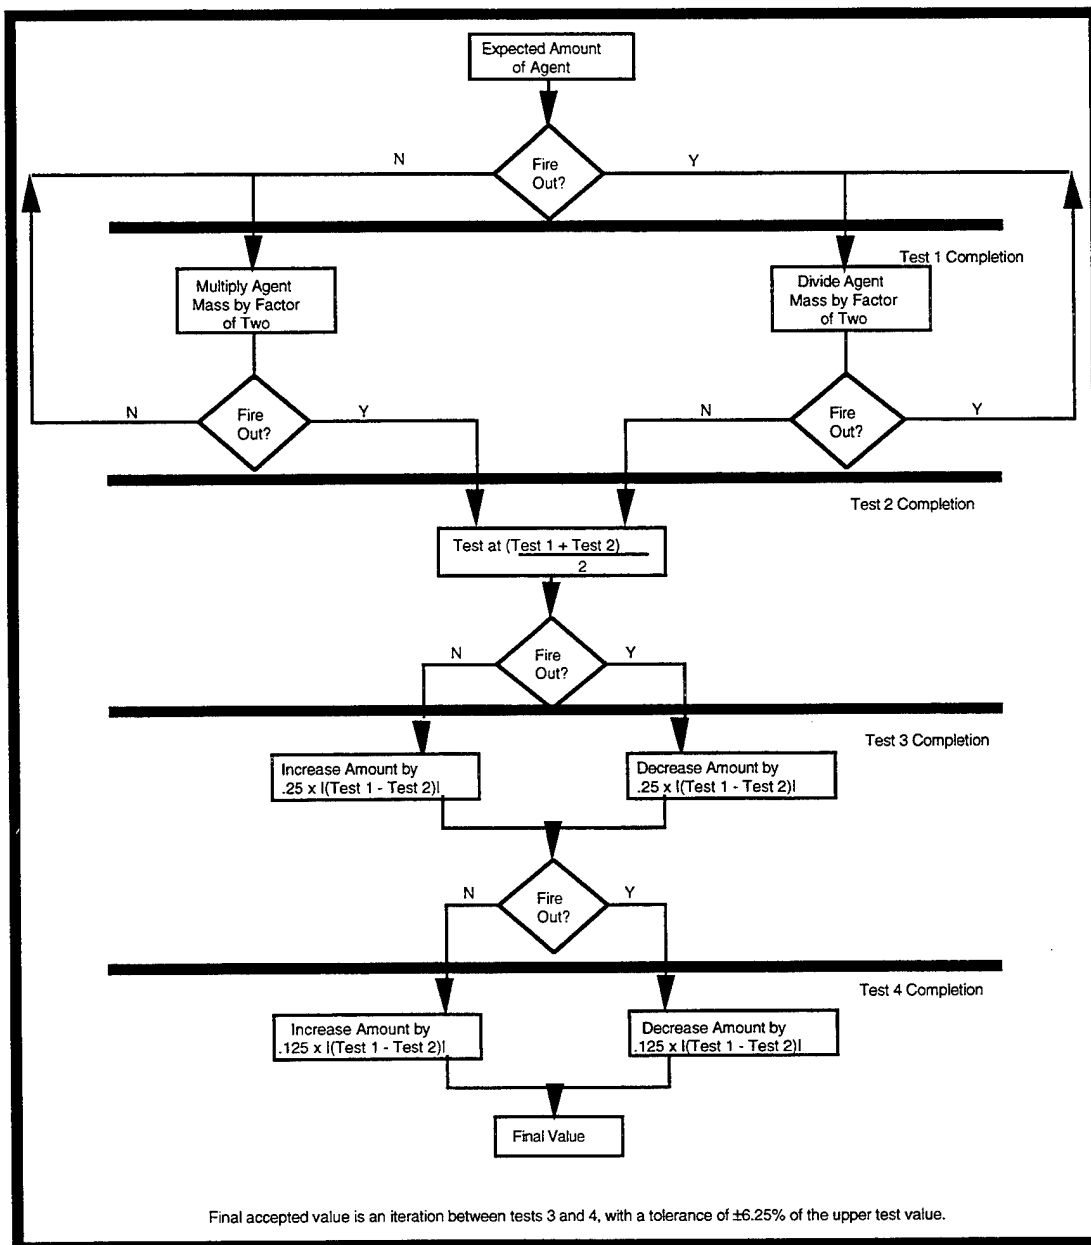 Expected Amount
of Agent
N
Fire
Out?
Y
Test 1 Completion
Multiply Agent
Mass by Factor
of Two
Divide Agent
Mass by Factor
of Two
N
Fire
Out?
Y
N
Fire
Out?
Y
Test 2 Completion
Test at (Test 1 + Test 2)
2
N
Fire
Out?
Y
Test 3 Completion
Increase Amount by
.25 x |(Test 1 - Test 2)|
Decrease Amount by
.25 x |(Test 1 - Test 2)|
N
Fire
Out?
Y
Test 4 Completion
Increase Amount by
.125 x |(Test 1 - Test 2)|
Decrease Amount by
.125 x |(Test 1 - Test 2)|
Final Value
Final accepted value is an iteration between tests 3 and 4, with a tolerance of ±6.25% of the upper test value.